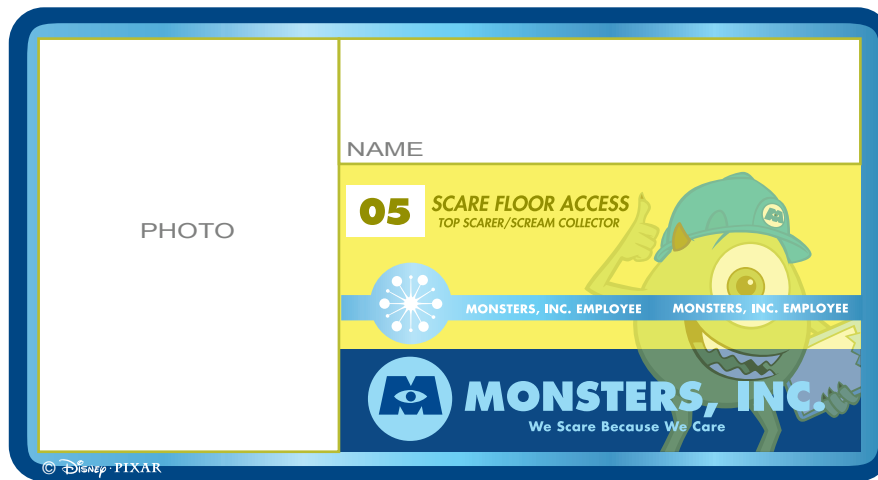 NAME
PHOTO
05
SCARE FLOOR ACCESS
TOP SCARER/SCREAM COLLECTOR
MONSTERS, INC. EMPLOYEE MONSTERS, INC. EMPLOYEE
MONSTERS, INC.
We Scare Because We Care
© Disney · PIXAR